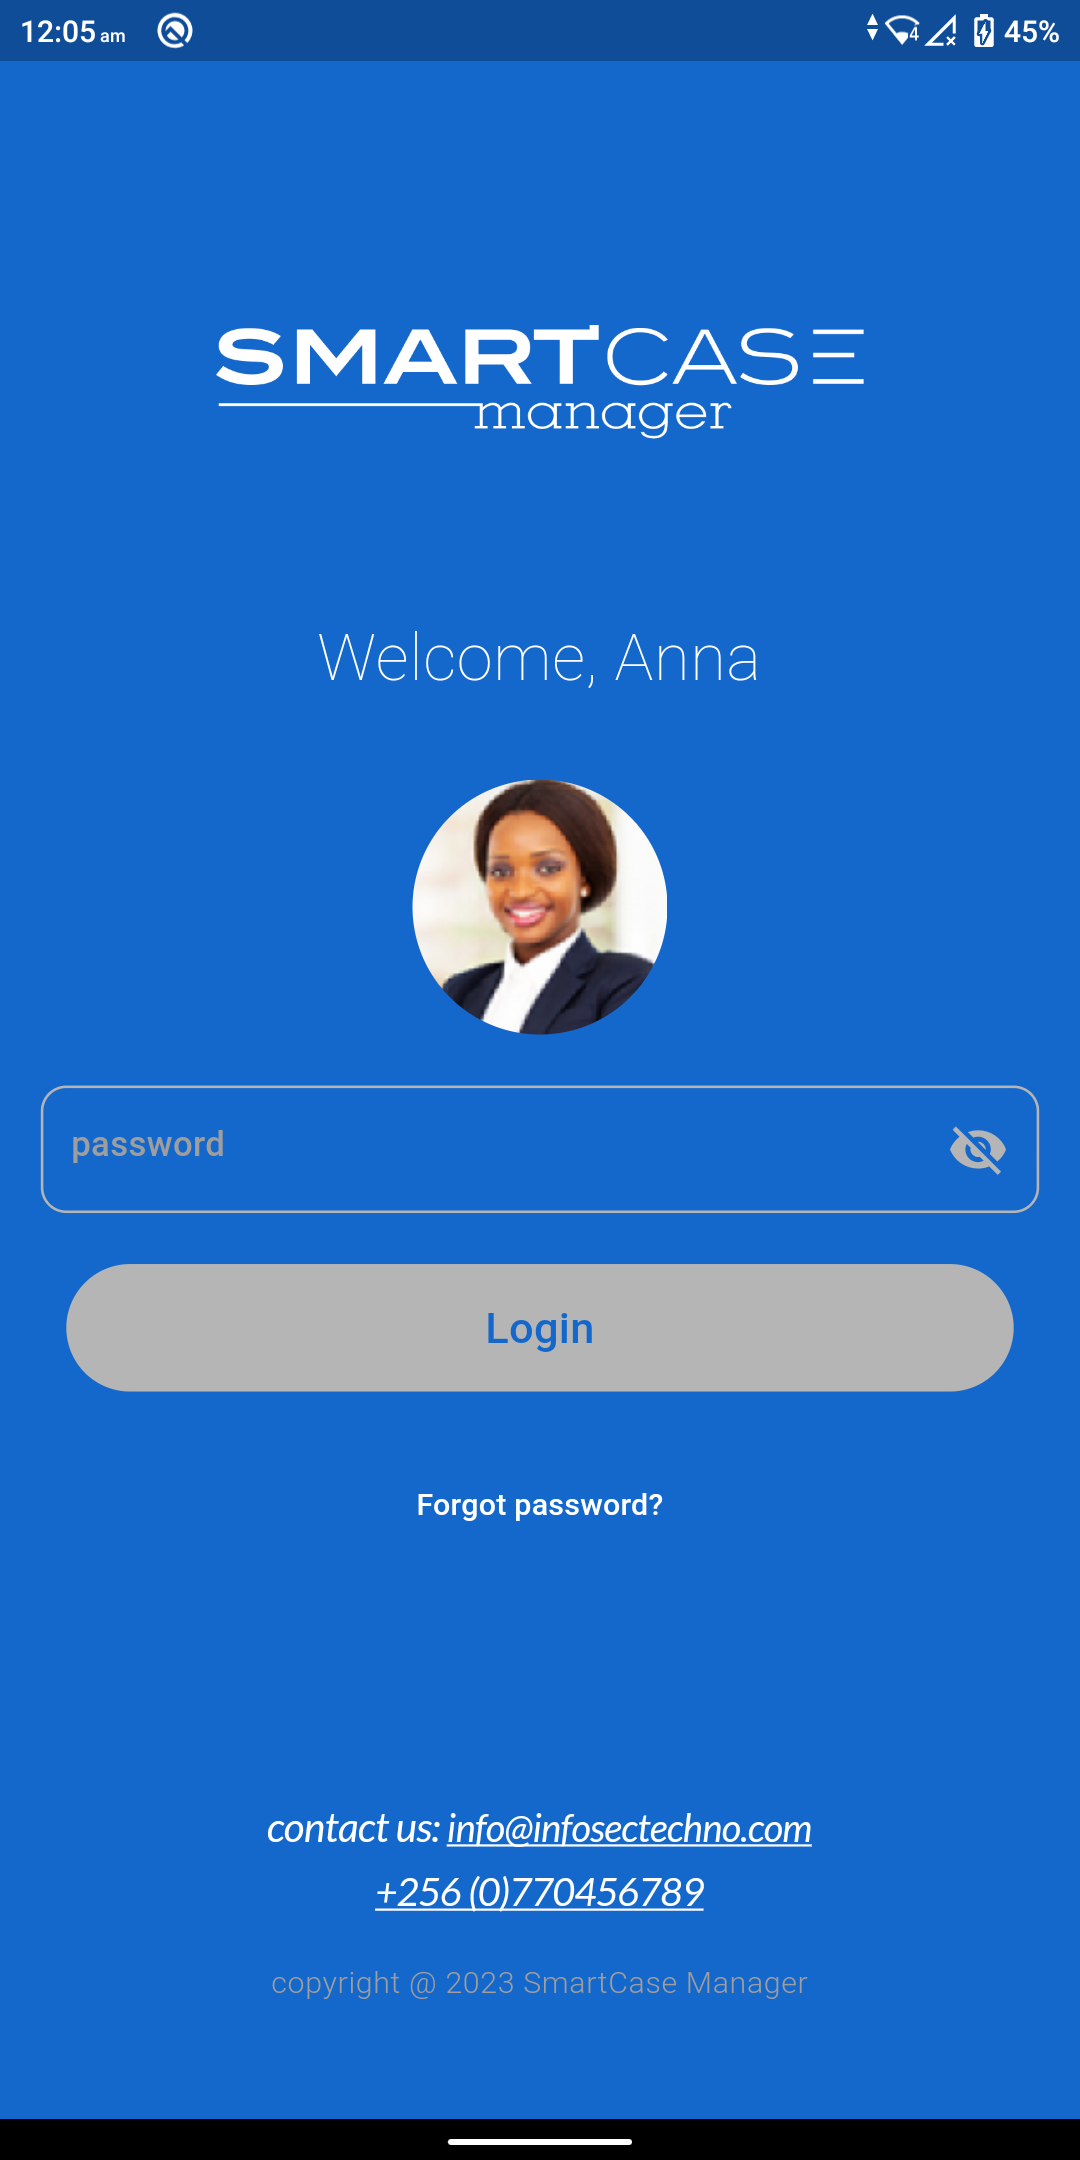 12:05 am 4 45%
SMARTCASE
manager
Welcome, Anna
password
Login
Forgot password?
contact us: info@infosectechno.com
+256 (0)770456789
copyright @ 2023 SmartCase Manager